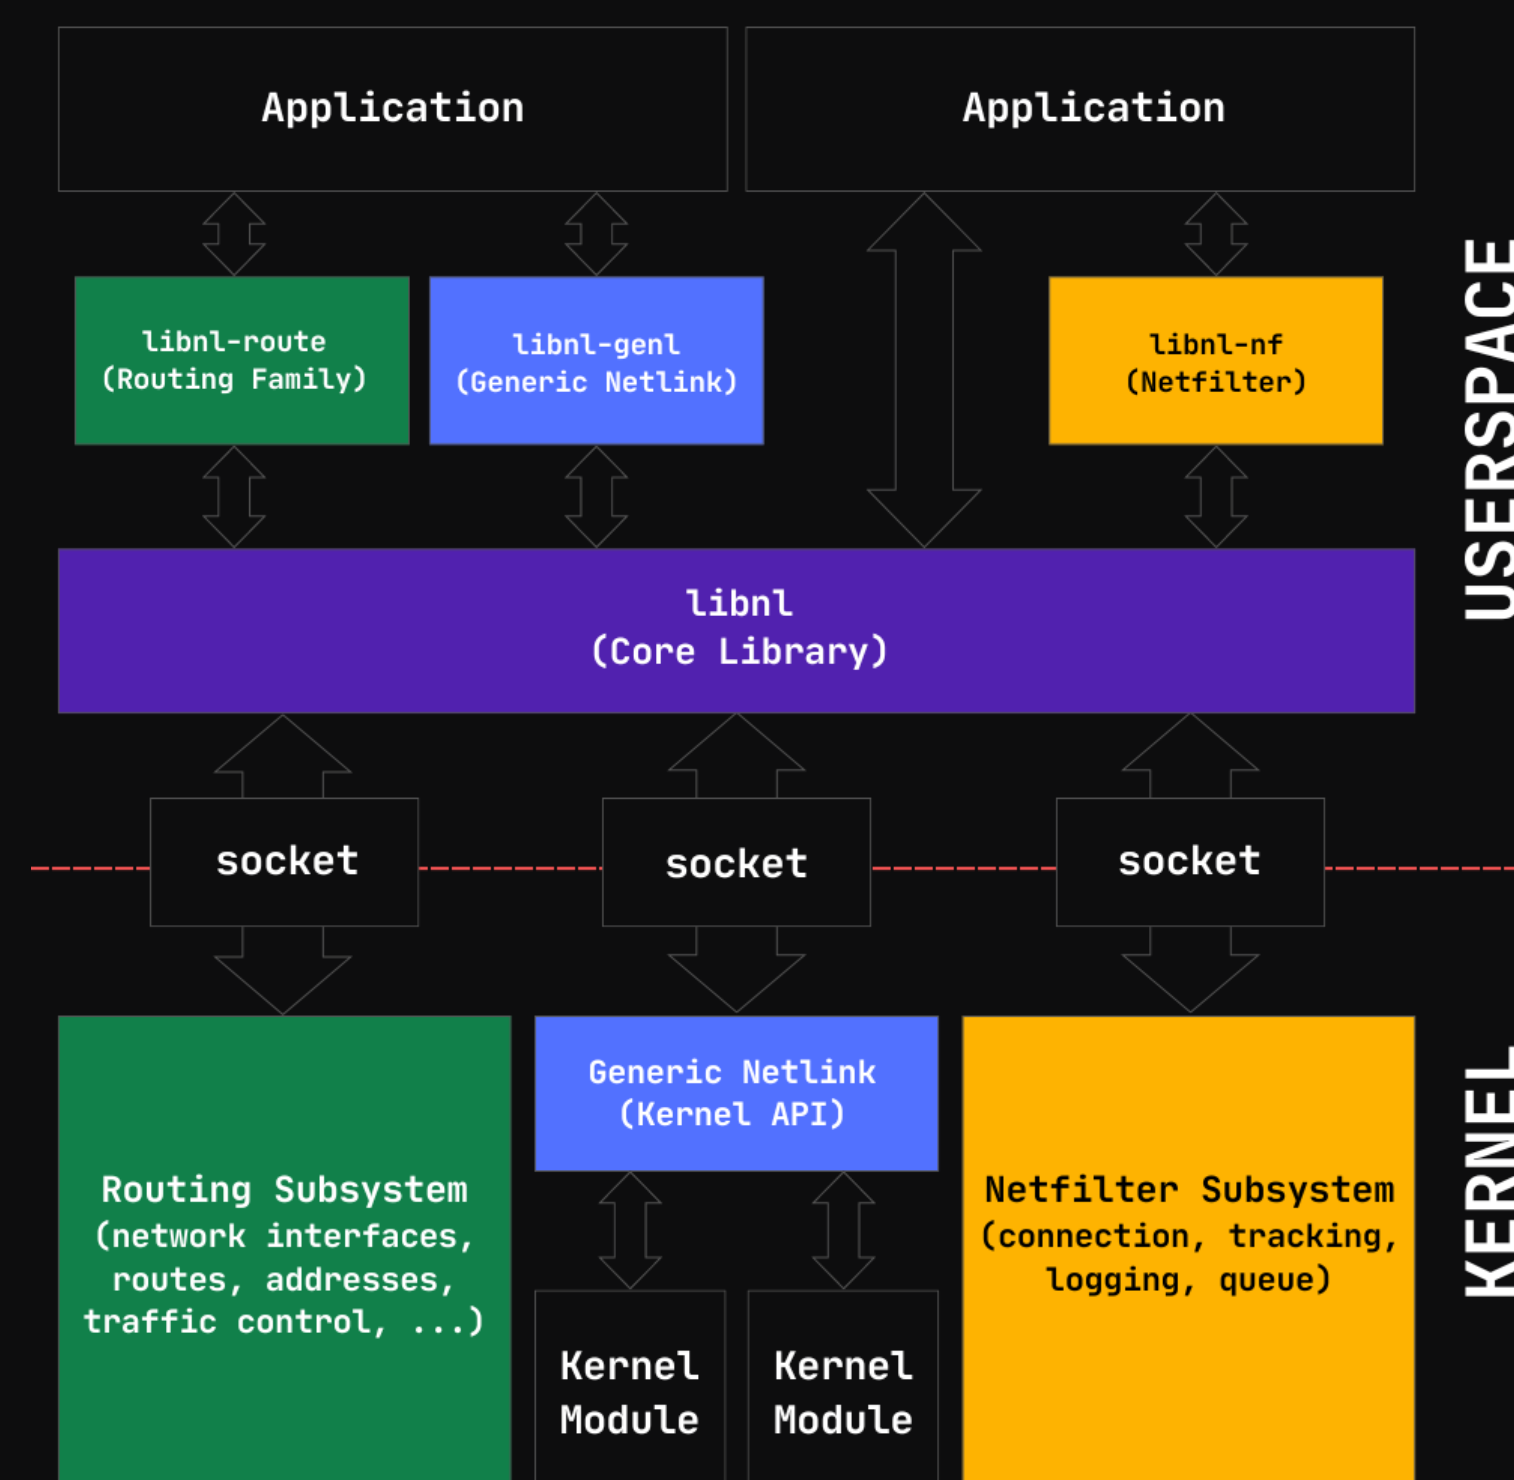 Application
Application
libnl-route
(Routing Family)
libnl-genl
(Generic Netlink)
libnl-nf
(Netfilter)
USERSPACE
libnl
(Core Library)
socket
socket
socket
Routing Subsystem
(network interfaces,
routes, addresses,
traffic control, ...)
Generic Netlink
(Kernel API)
Kernel
Module
Kernel
Module
Netfilter Subsystem
(connection, tracking,
logging, queue)
KERNEL